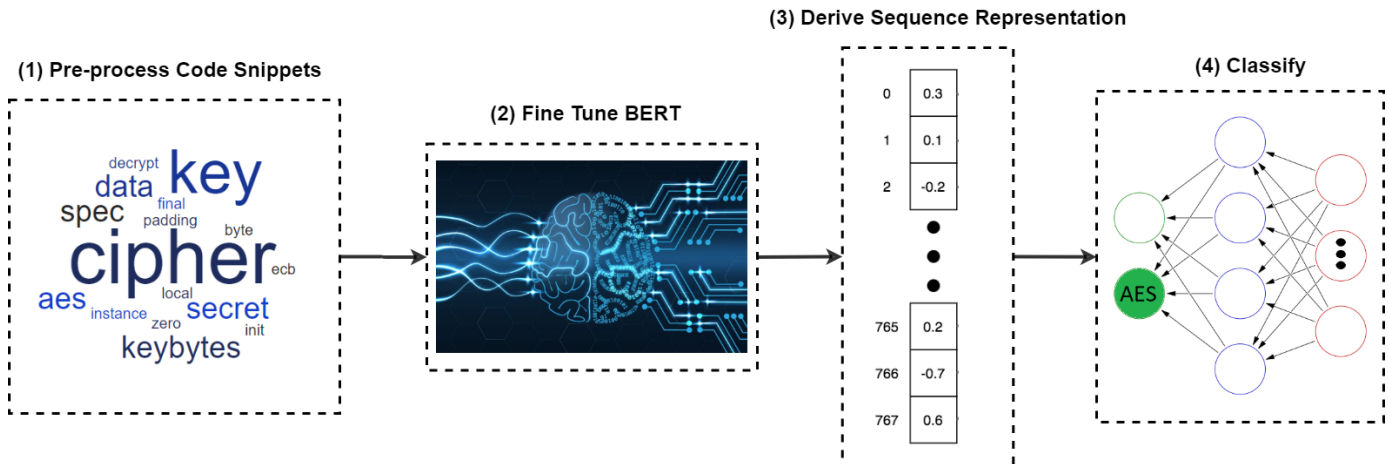 (1) Pre-process Code Snippets
decrypt
key
data
final
spec
padding
byte
cipher
ecb
local
aes
instance
secret
zero
init
keybytes
(2) Fine Tune BERT
(3) Derive Sequence Representation
0 0.3
1 0.1
2 -0.2
765 0.2
766 -0.7
767 0.6
(4) Classify
AES